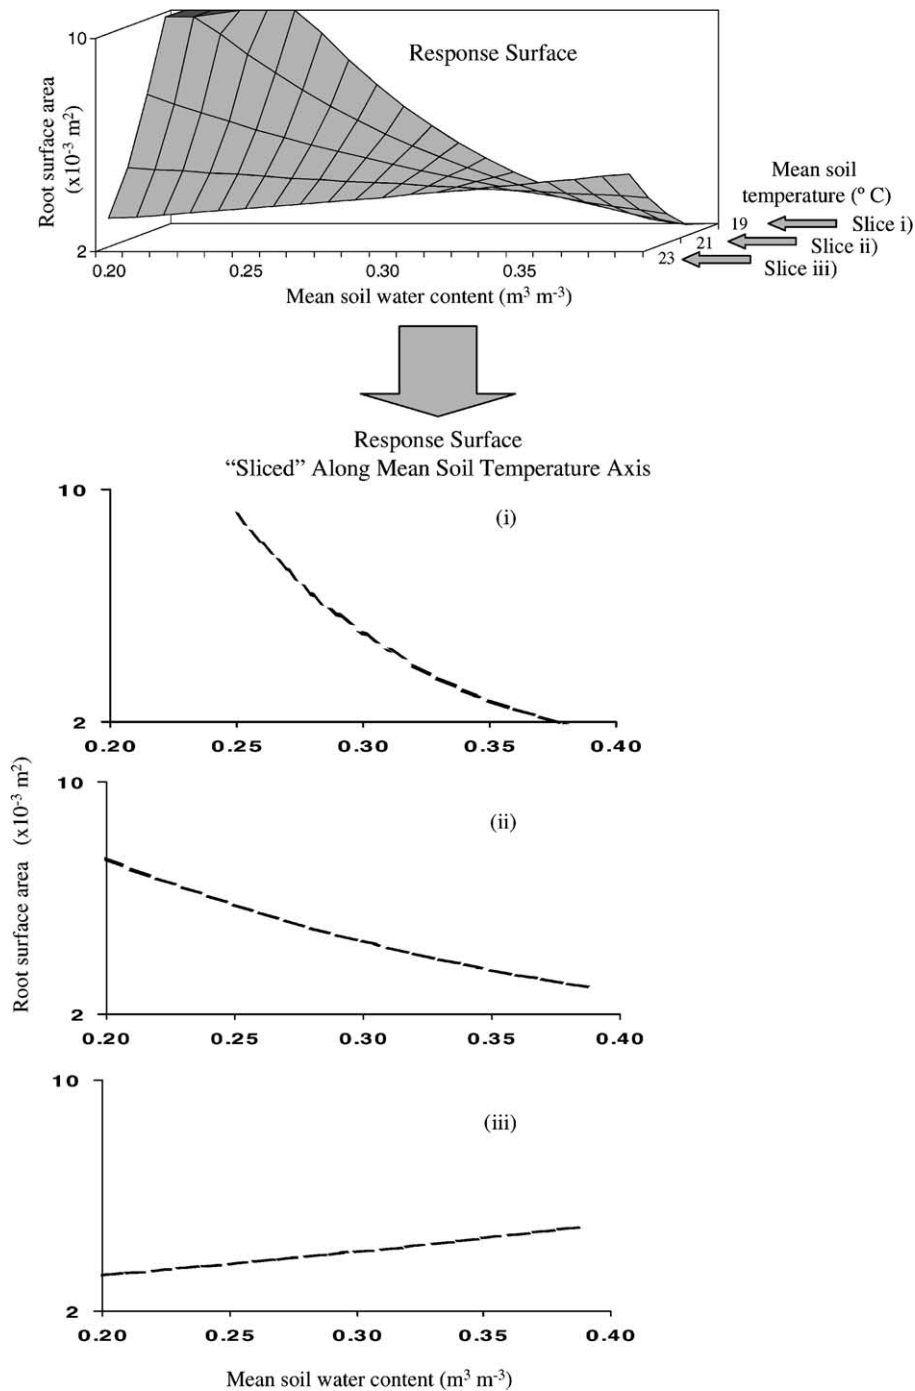 10
Response Surface
Root surface area
(x10⁻³ m²)
Mean soil
temperature (º C)
19
Slice i)
21
Slice ii)
2
23
Slice iii)
0.20 0.25 0.30 0.35
Mean soil water content (m³ m⁻³)
Response Surface
“Sliced” Along Mean Soil Temperature Axis
10
(i)
2
0.20 0.25 0.30 0.35 0.40
Root surface area (x10⁻³ m²)
10
(ii)
2
0.20 0.25 0.30 0.35 0.40
10
(iii)
2
0.20 0.25 0.30 0.35 0.40
Mean soil water content (m³ m⁻³)